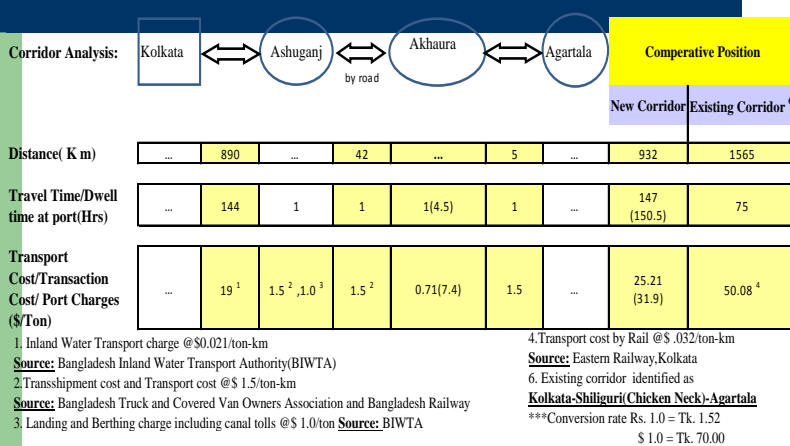 Corridor Analysis: Kolkata Ashuganj Akhaura Agartala Comperative Position
by road
New Corridor Existing Corridor 6
Distance( K m) ... 890 ... 42 ... 5 ... 932 1565
Travel Time/Dwell
time at port(Hrs) ... 144 1 1 1(4.5) 1 ... 147
(150.5) 75
Transport
Cost/Transaction
Cost/ Port Charges
($/Ton) ... 19 1 1.5 2 ,1.0 3 1.5 2 0.71(7.4) 1.5 ... 25.21
(31.9) 50.08 4
1. Inland Water Transport charge @$0.021/ton-km
Source: Bangladesh Inland Water Transport Authority(BIWTA)
2.Transshipment cost and Transport cost @$ 1.5/ton-km
Source: Bangladesh Truck and Covered Van Owners Association and Bangladesh Railway
3. Landing and Berthing charge including canal tolls @$ 1.0/ton Source: BIWTA
4.Transport cost by Rail @$ .032/ton-km
Source: Eastern Railway,Kolkata
6. Existing corridor identified as
Kolkata-Shiliguri(Chicken Neck)-Agartala
***Conversion rate Rs. 1.0 = Tk. 1.52
$ 1.0 = Tk. 70.00